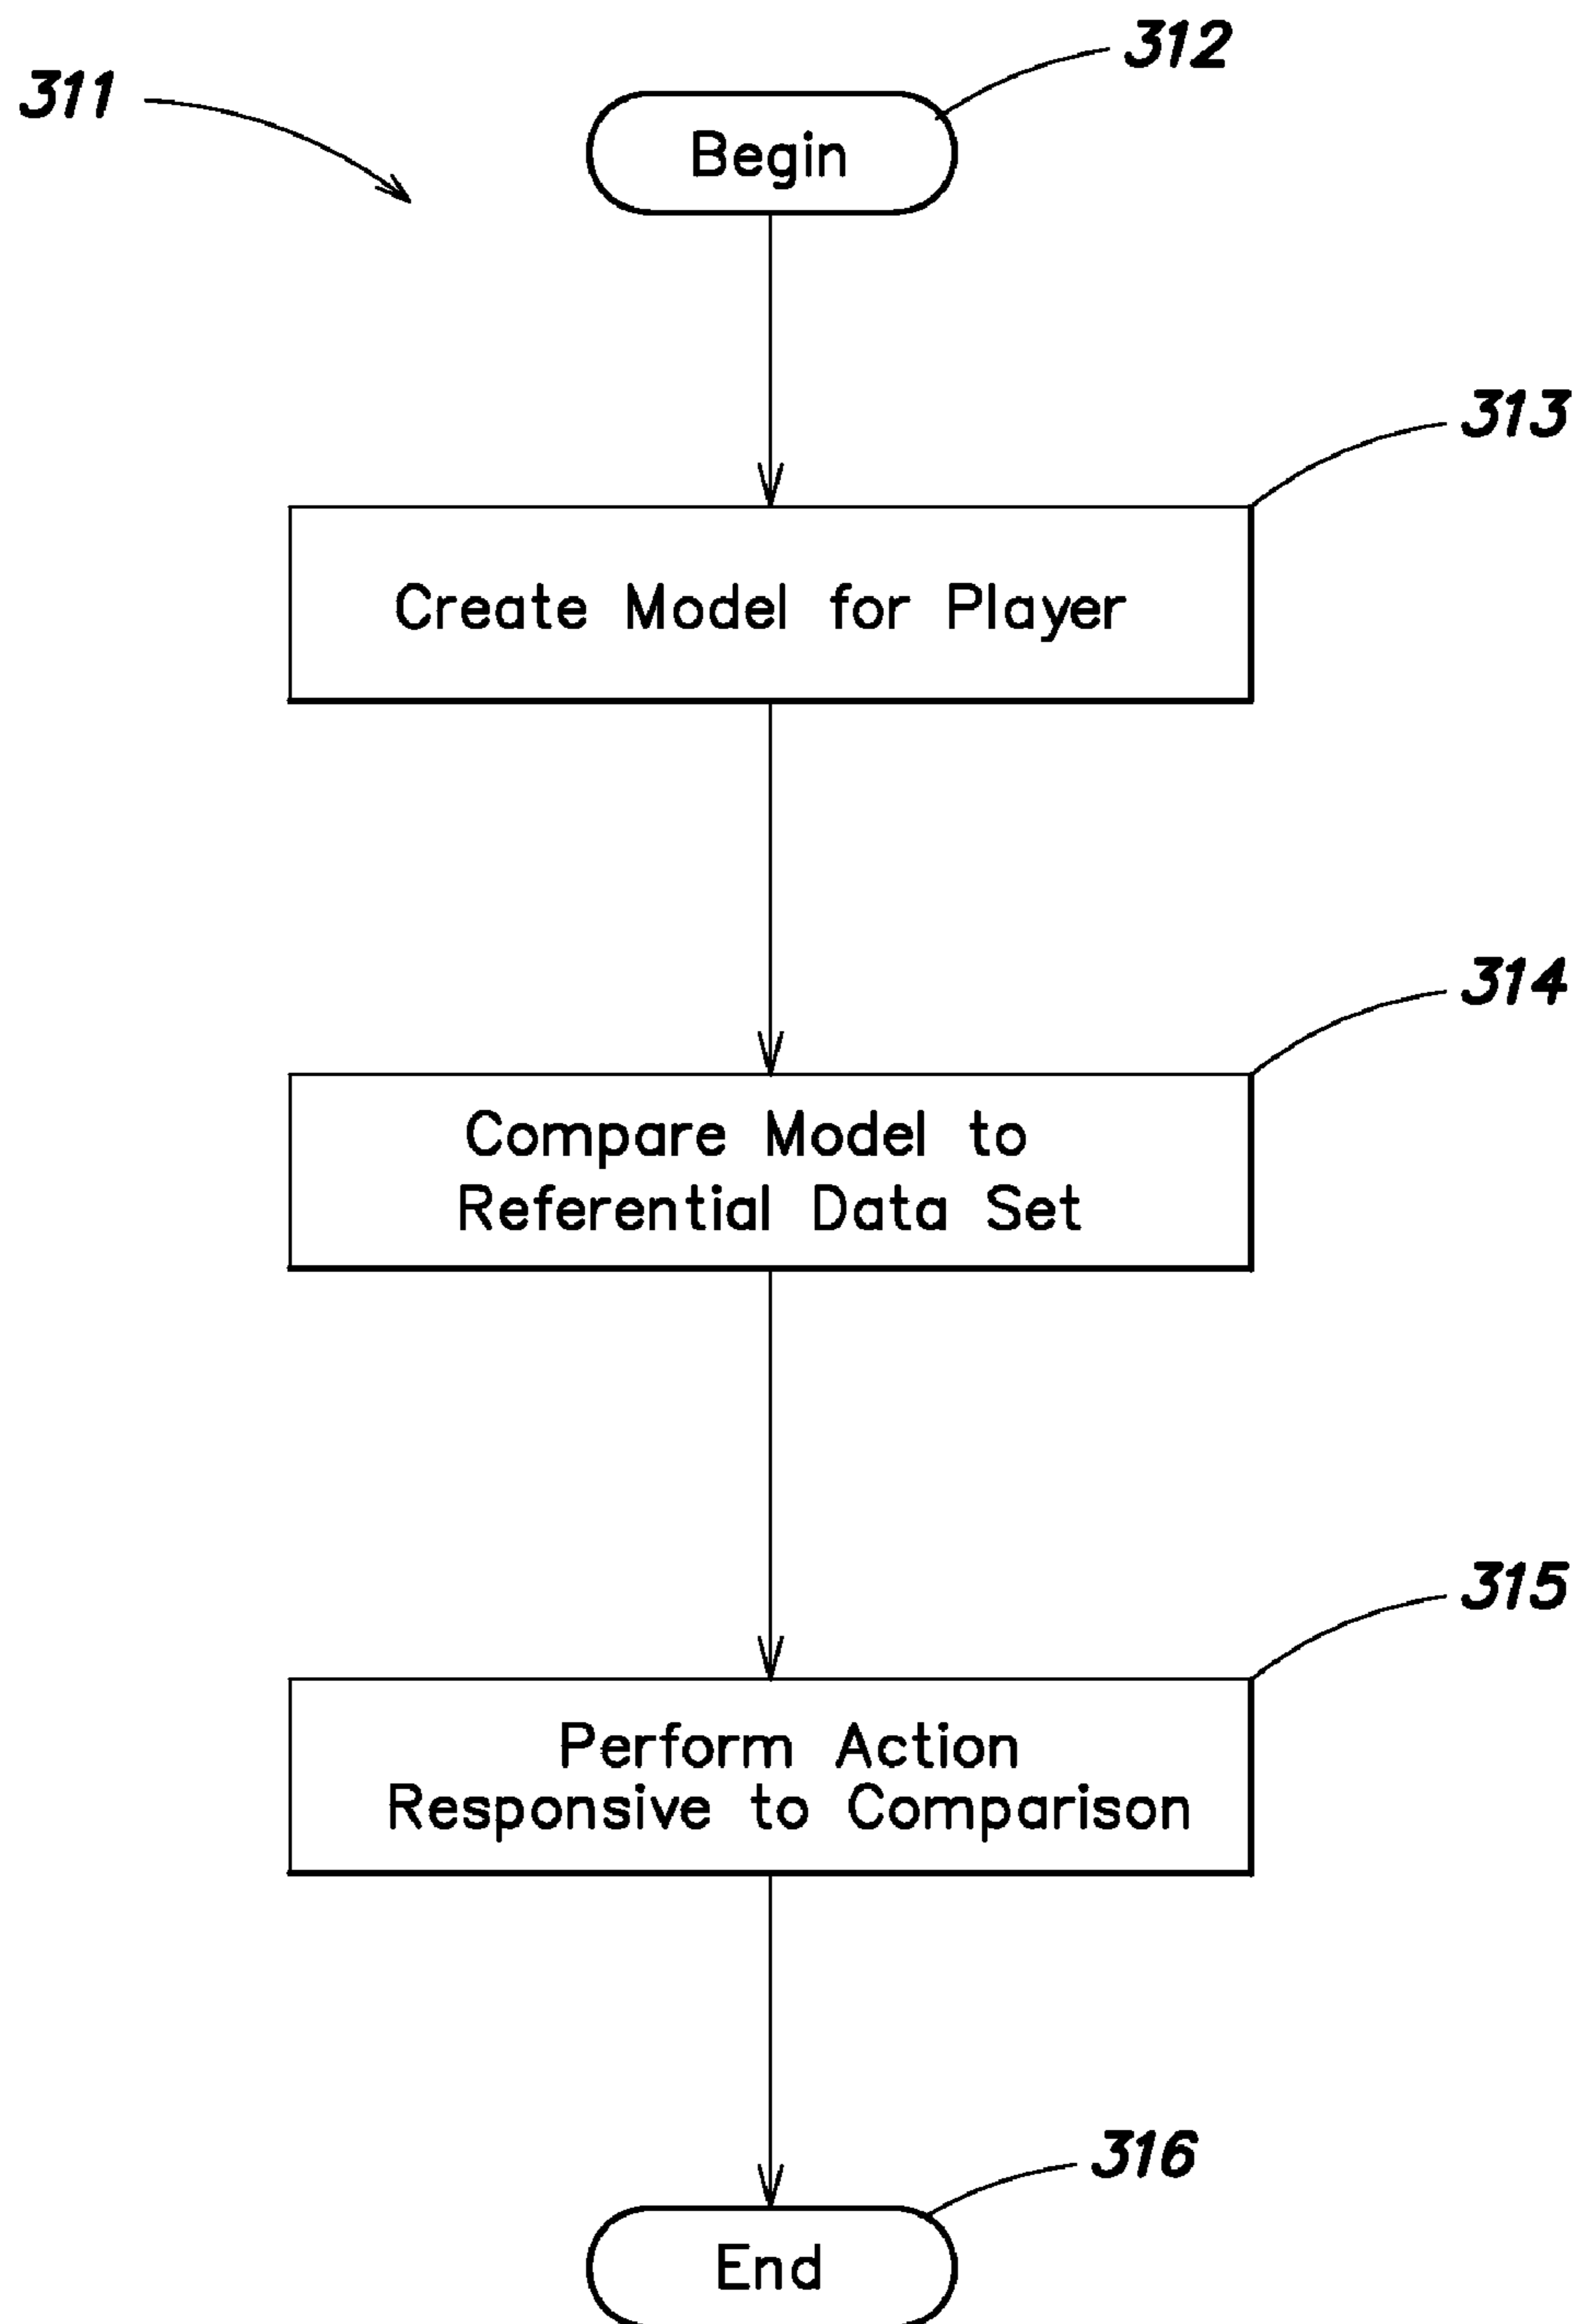 312
311
Begin
313
Create Model for Player
314
Compare Model to
Referential Data Set
315
Perform Action
Responsive to Comparison
316
End